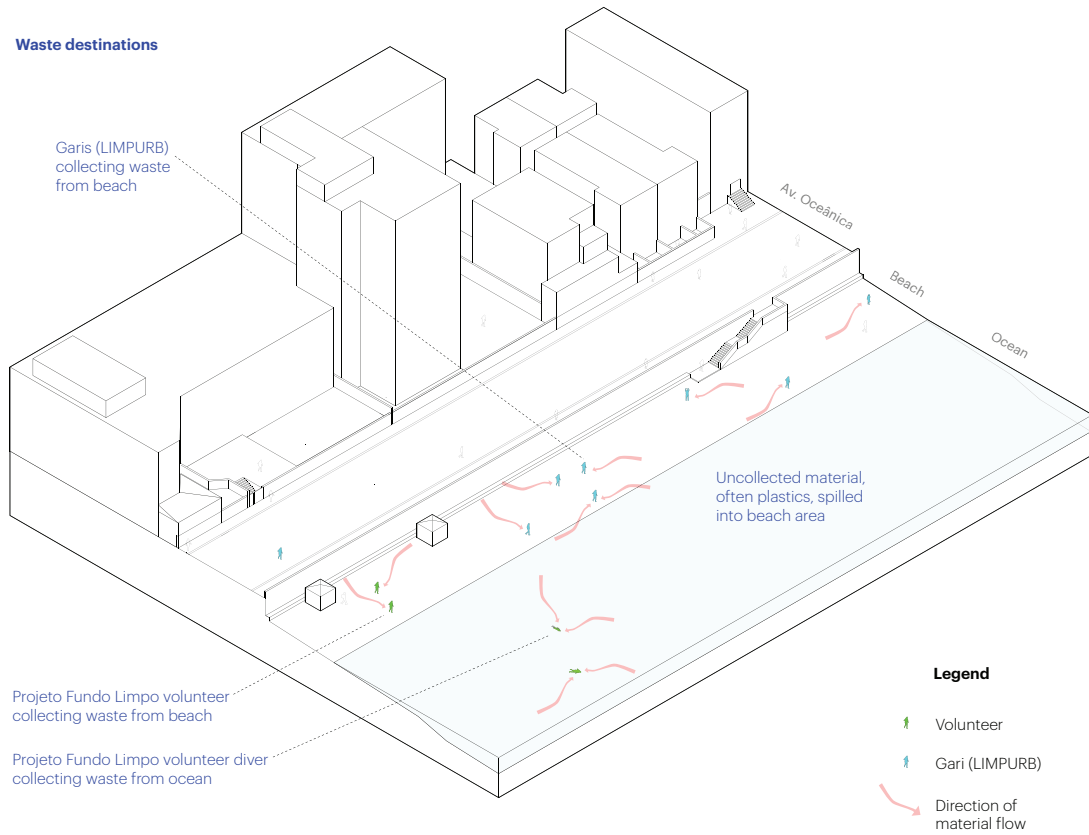 Waste destinations
Garis (LIMPURB)
collecting waste
from beach
Av. Oceânica
Beach
Ocean
Uncollected material,
often plastics, spilled
into beach area
Projeto Fundo Limpo volunteer
collecting waste from beach
Projeto Fundo Limpo volunteer diver
collecting waste from ocean
Legend
Volunteer
Gari (LIMPURB)
Direction of
material flow